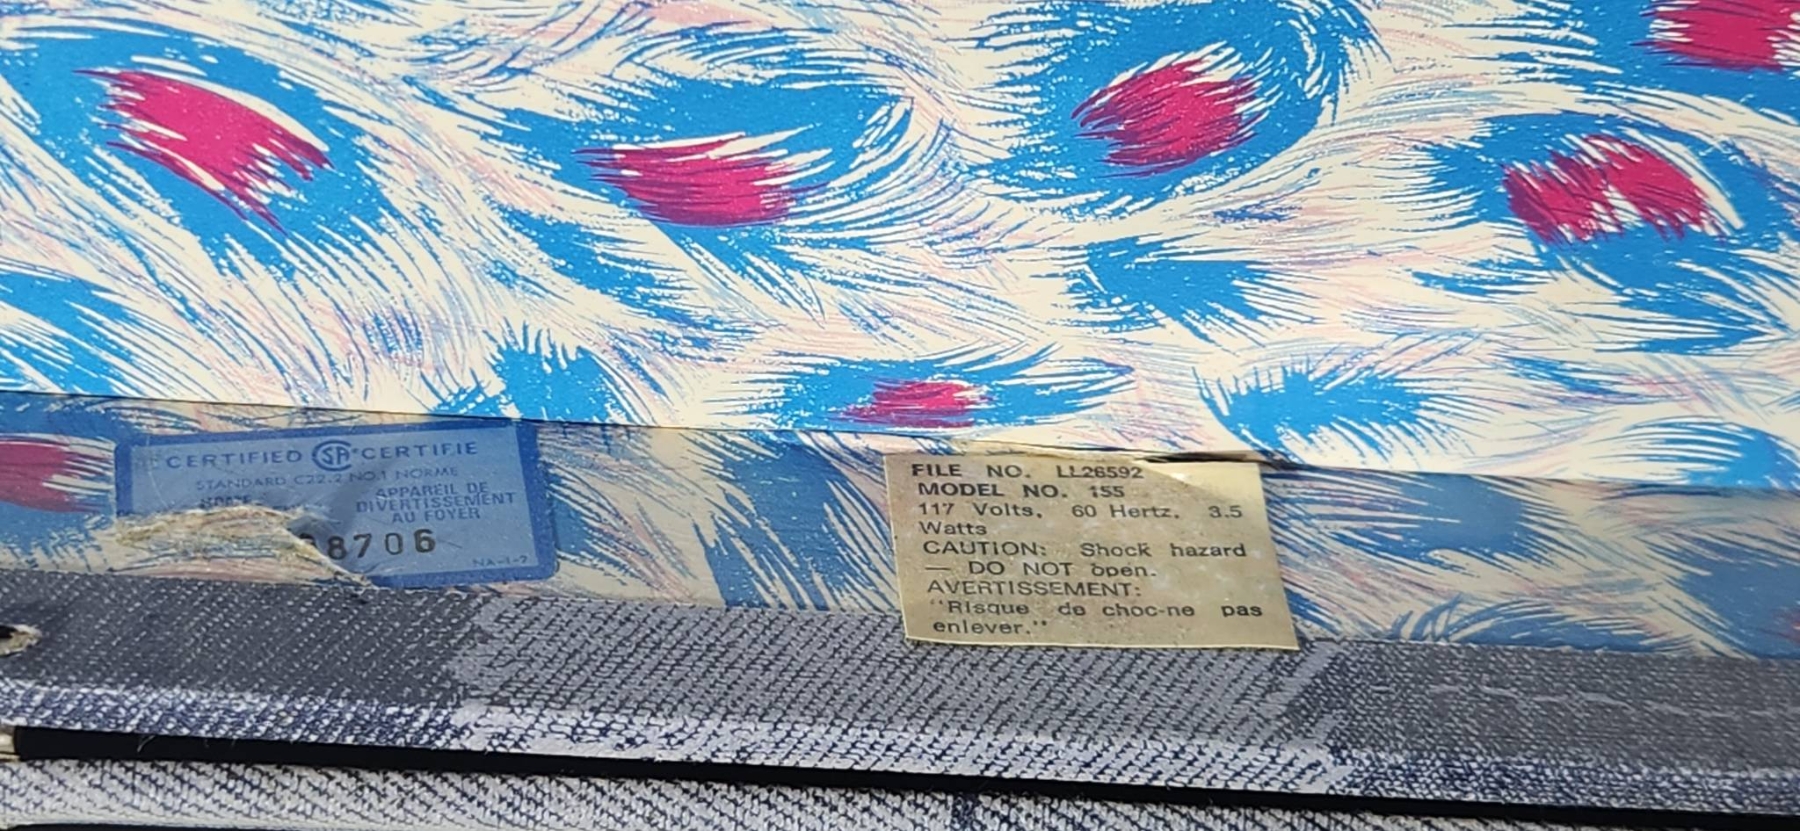 CERTIFIED SA CERTIFIE
STANDARD C22.2 NO.1 NORME
APPAREIL DE
DIVERTISSEMENT
AU FOYER
8706
NA-1-7
FILE NO. LL26592
MODEL NO. 155
117 Volts, 60 Hertz, 3.5
Watts
CAUTION: Shock hazard
— DO NOT open.
AVERTISSEMENT:
"Risque de choc-ne pas
enlever."